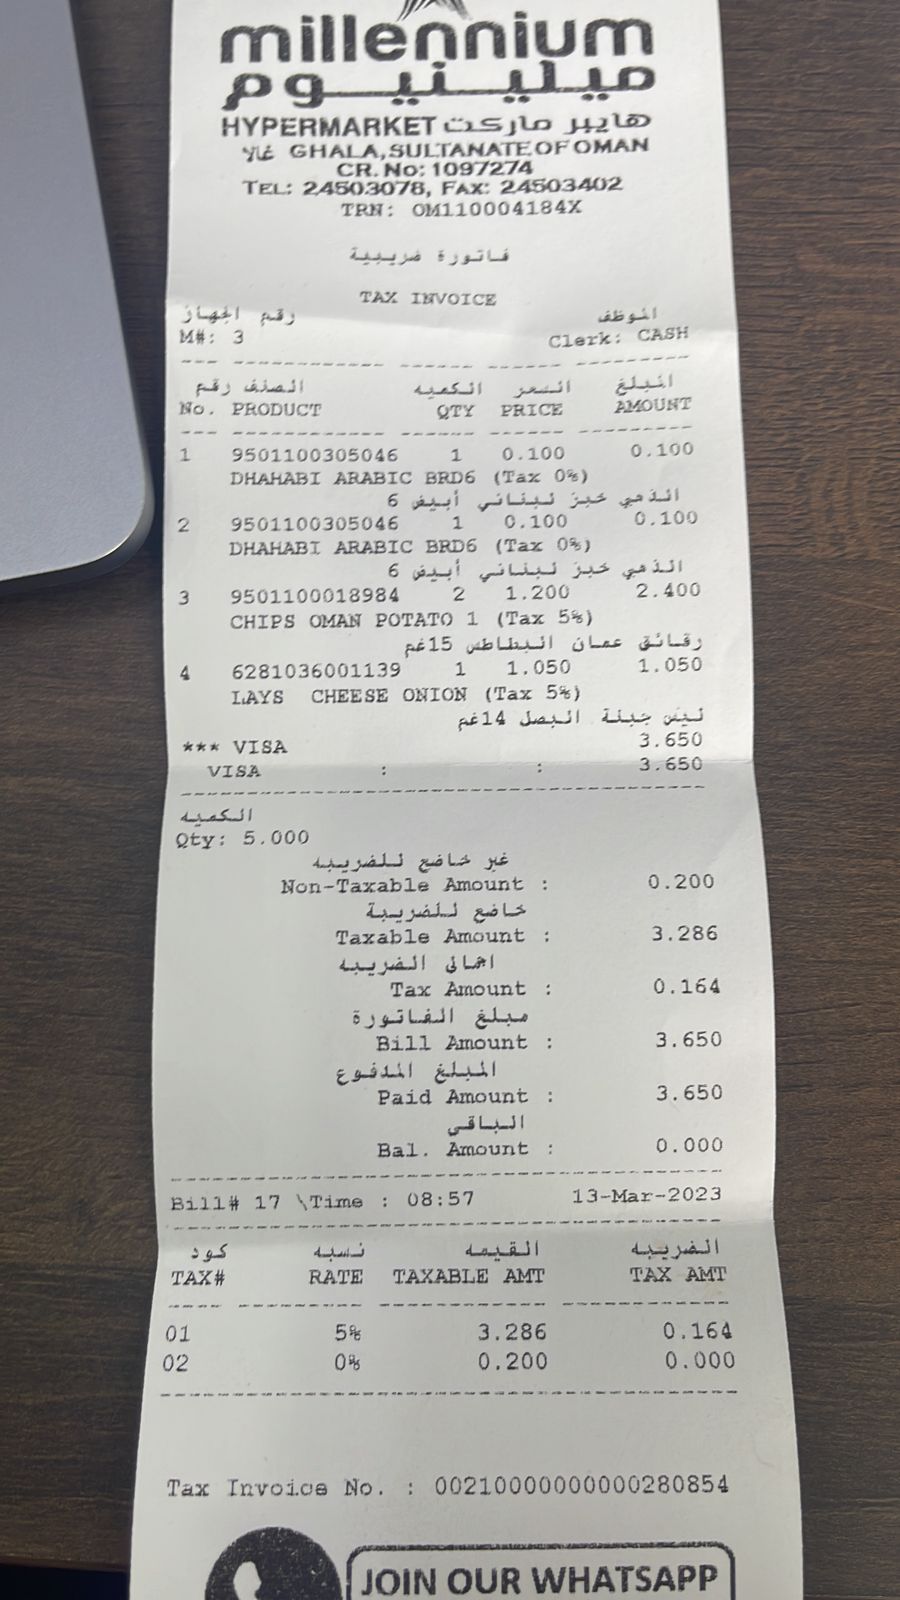 millennium
ميلينيوم
HYPERMARKET هايبر ماركت
غالا GHALA, SULTANATE OF OMAN
CR. No: 1097274
TEL: 24503078, FAX: 24503402
TRN: OM110004184X
فاتورة ضريبية
TAX INVOICE
رقم الجهاز الموظف
M#: 3 Clerk: CASH
الصنف رقم الكميه السعر المبلغ
No. PRODUCT QTY PRICE AMOUNT
1 9501100305046 1 0.100 0.100
DHAHABI ARABIC BRD6 (Tax 0%)
الذهبي خبز لبناني أبيض 6
2 9501100305046 1 0.100 0.100
DHAHABI ARABIC BRD6 (Tax 0%)
الذهبي خبز لبناني أبيض 6
3 9501100018984 2 1.200 2.400
CHIPS OMAN POTATO 1 (Tax 5%)
رقائق عمان البطاطس 15غم
4 6281036001139 1 1.050 1.050
LAYS CHEESE ONION (Tax 5%)
ليس جبنة البصل 14غم
*** VISA 3.650
VISA : : 3.650
الكميه
Qty: 5.000
غير خاضع للضريبه
Non-Taxable Amount : 0.200
خاضع للضريبة
Taxable Amount : 3.286
اجمالى الضريبه
Tax Amount : 0.164
مبلغ الفاتورة
Bill Amount : 3.650
المبلغ المدفوع
Paid Amount : 3.650
الباقي
Bal. Amount : 0.000
Bill# 17 \Time : 08:57 13-Mar-2023
كود نسبه القيمه الضريبه
TAX# RATE TAXABLE AMT TAX AMT
01 5% 3.286 0.164
02 0% 0.200 0.000
Tax Invoice No. : 00210000000000280854
JOIN OUR WHATSAPP